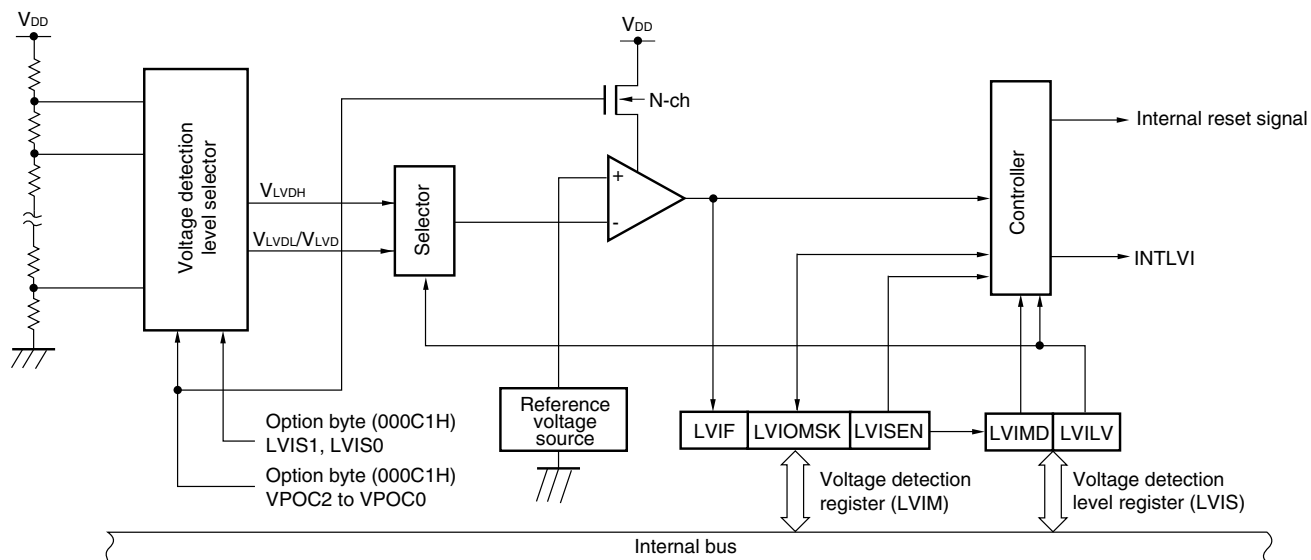 VDD
VDD
N-ch
Voltage detection
level selector
VLVDH
VLVDL/VLVD
Selector
+
-
Controller
Internal reset signal
INTLVI
Reference
voltage
source
Option byte (000C1H)
LVIS1, LVIS0
Option byte (000C1H)
VPOC2 to VPOC0
LVIF
LVIOMSK
LVISEN
LVIMD
LVILV
Voltage detection
register (LVIM)
Voltage detection
level register (LVIS)
Internal bus